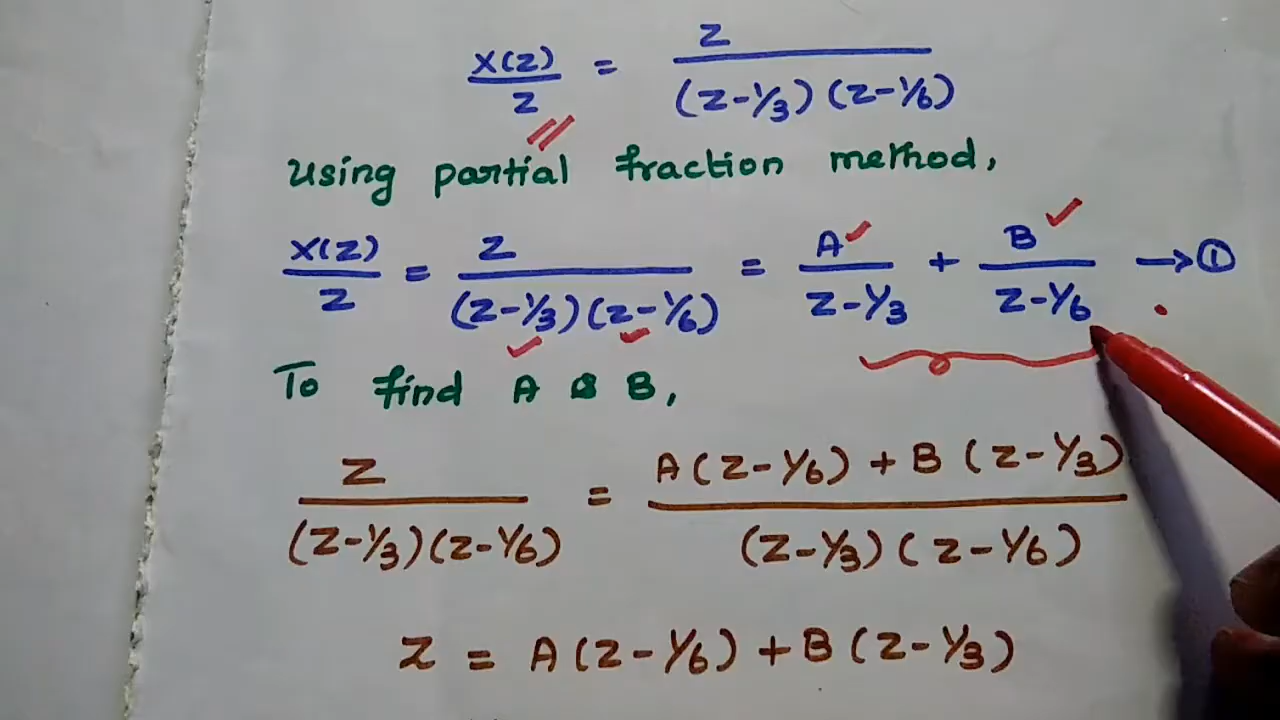 X(Z)/Z = Z/((Z-1/3)(Z-1/6))
Using partial fraction method,
X(Z)/Z = Z/((Z-1/3)(Z-1/6)) = A/(Z-1/3) + B/(Z-1/6) → ①
To find A & B,
Z/((Z-1/3)(Z-1/6)) = (A(Z-1/6) + B(Z-1/3))/((Z-1/3)(Z-1/6))
Z = A(Z-1/6) + B(Z-1/3)